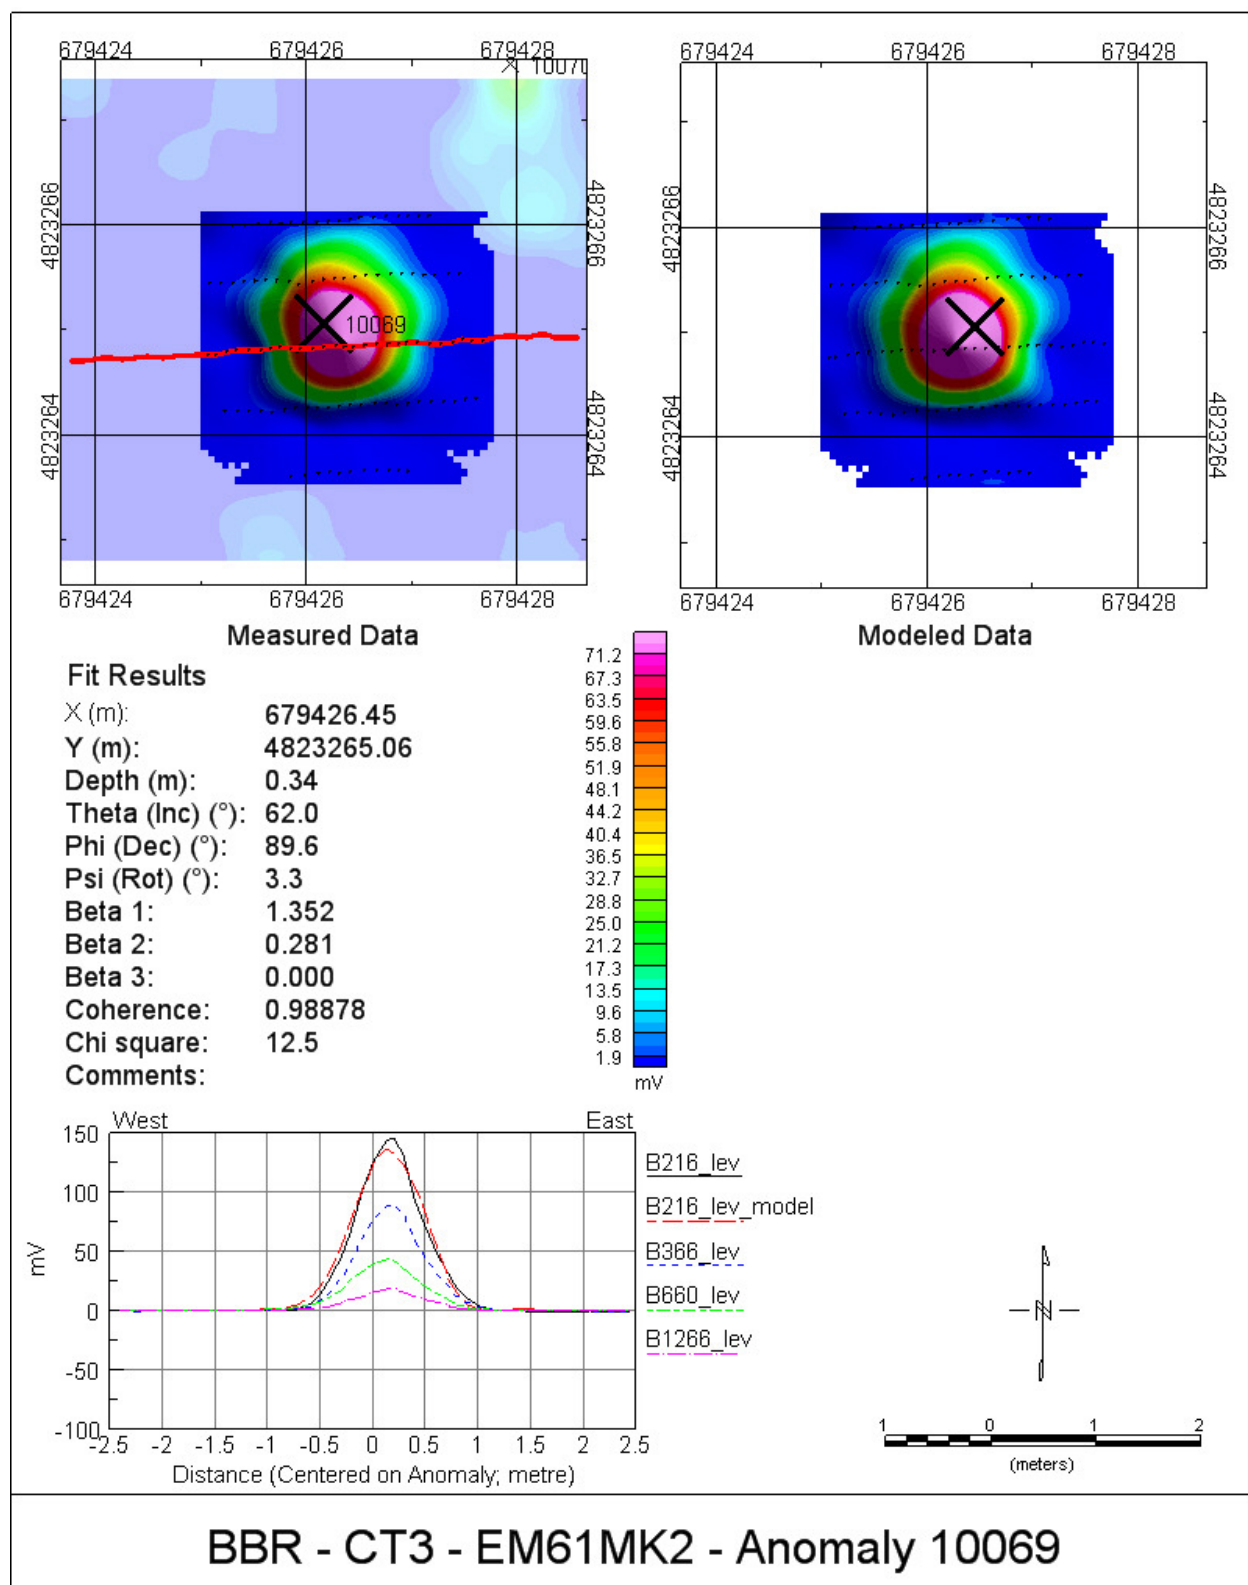 679424 679426 679428
679424 679426 679428
10070
4823266 4823266
4823266 4823266
10069
4823264 4823264
4823264 4823264
679424 679426 679428
679424 679426 679428
Measured Data
Modeled Data
Fit Results
X (m): 679426.45
Y (m): 4823265.06
Depth (m): 0.34
Theta (Inc) (°): 62.0
Phi (Dec) (°): 89.6
Psi (Rot) (°): 3.3
Beta 1: 1.352
Beta 2: 0.281
Beta 3: 0.000
Coherence: 0.98878
Chi square: 12.5
Comments:
71.2
67.3
63.5
59.6
55.8
51.9
48.1
44.2
40.4
36.5
32.7
28.8
25.0
21.2
17.3
13.5
9.6
5.8
1.9
mV
West East
150
100
50
0
-50
-100
mV
-2.5 -2 -1.5 -1 -0.5 0 0.5 1 1.5 2 2.5
Distance (Centered on Anomaly; metre)
B216_lev
B216_lev_model
B366_lev
B660_lev
B1266_lev
N
1 0 1 2
(meters)
BBR - CT3 - EM61MK2 - Anomaly 10069